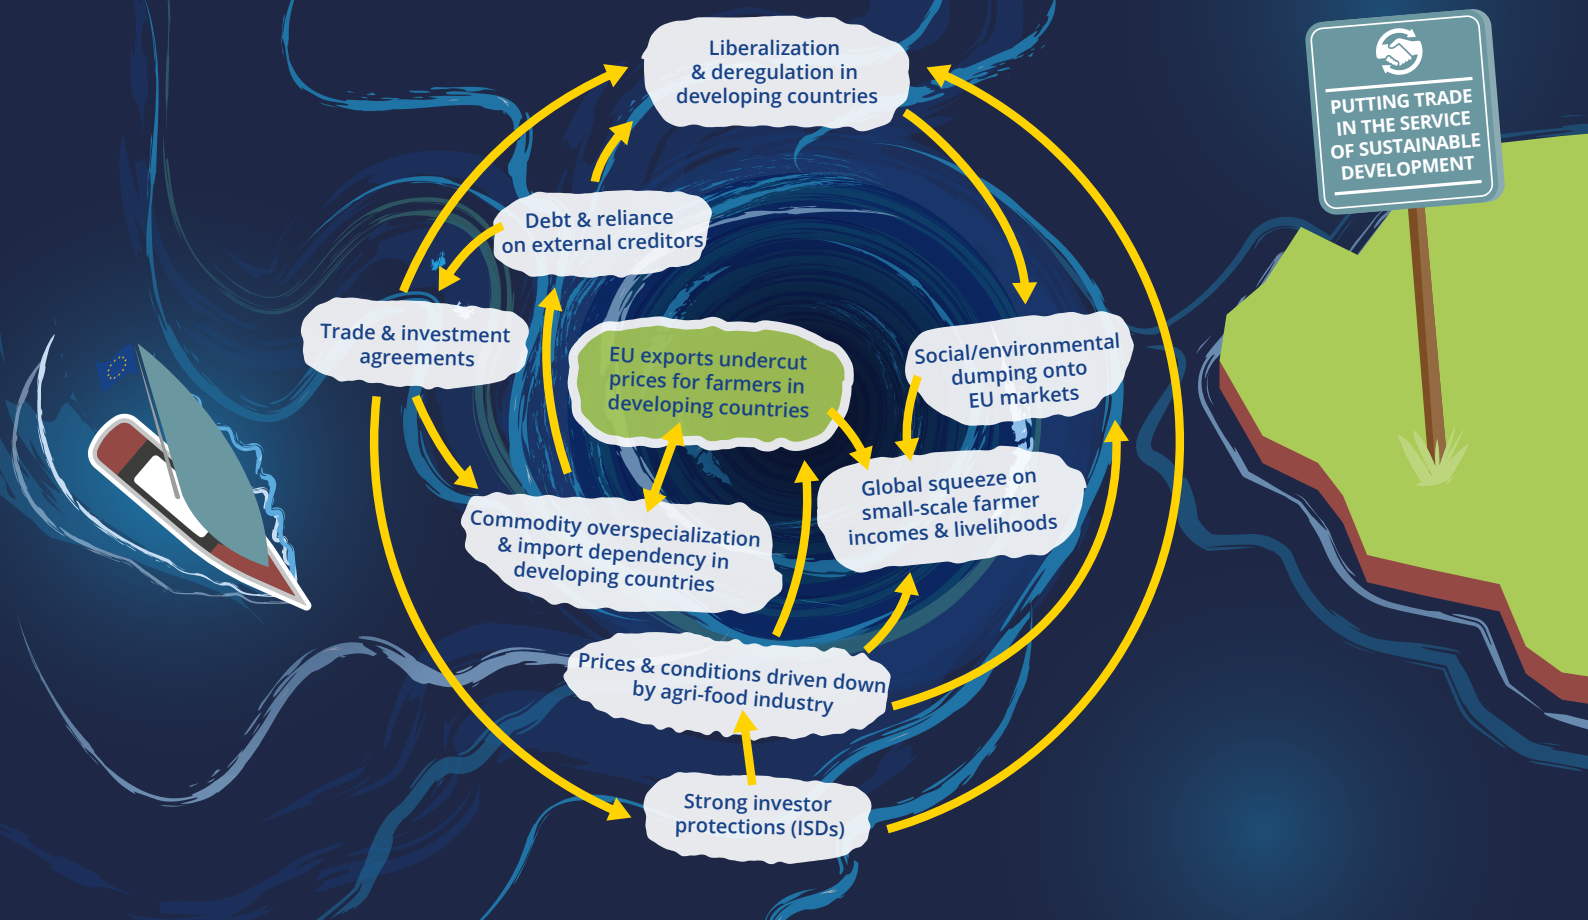 Liberalization
& deregulation in
developing countries
PUTTING TRADE
IN THE SERVICE
OF SUSTAINABLE
DEVELOPMENT
Debt & reliance
on external creditors
Trade & investment
agreements
EU exports undercut
prices for farmers in
developing countries
Social/environmental
dumping onto
EU markets
Global squeeze on
small-scale farmer
incomes & livelihoods
Commodity overspecialization
& import dependency in
developing countries
Prices & conditions driven down
by agri-food industry
Strong investor
protections (ISDs)